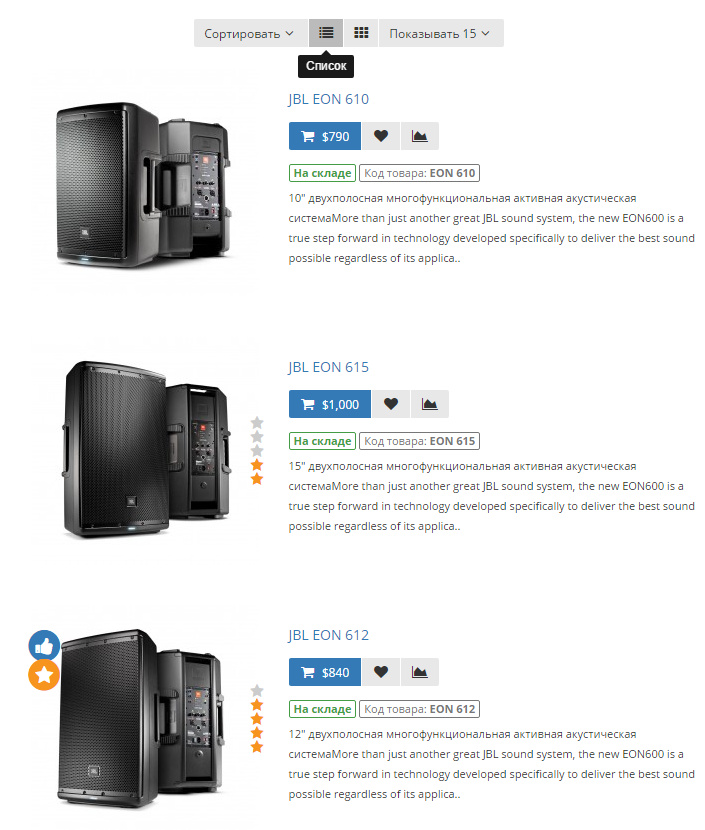 Сортировать Показывать 15
Список
JBL EON 610
$790
На складе Код товара: EON 610
10" двухполосная многофункциональная активная акустическая
системаMore than just another great JBL sound system, the new EON600 is a
true step forward in technology developed specifically to deliver the best sound
possible regardless of its applica..
JBL EON 615
$1,000
На складе Код товара: EON 615
15" двухполосная многофункциональная активная акустическая
системаMore than just another great JBL sound system, the new EON600 is a
true step forward in technology developed specifically to deliver the best sound
possible regardless of its applica..
JBL EON 612
$840
На складе Код товара: EON 612
12" двухполосная многофункциональная активная акустическая
системаMore than just another great JBL sound system, the new EON600 is a
true step forward in technology developed specifically to deliver the best sound
possible regardless of its applica..